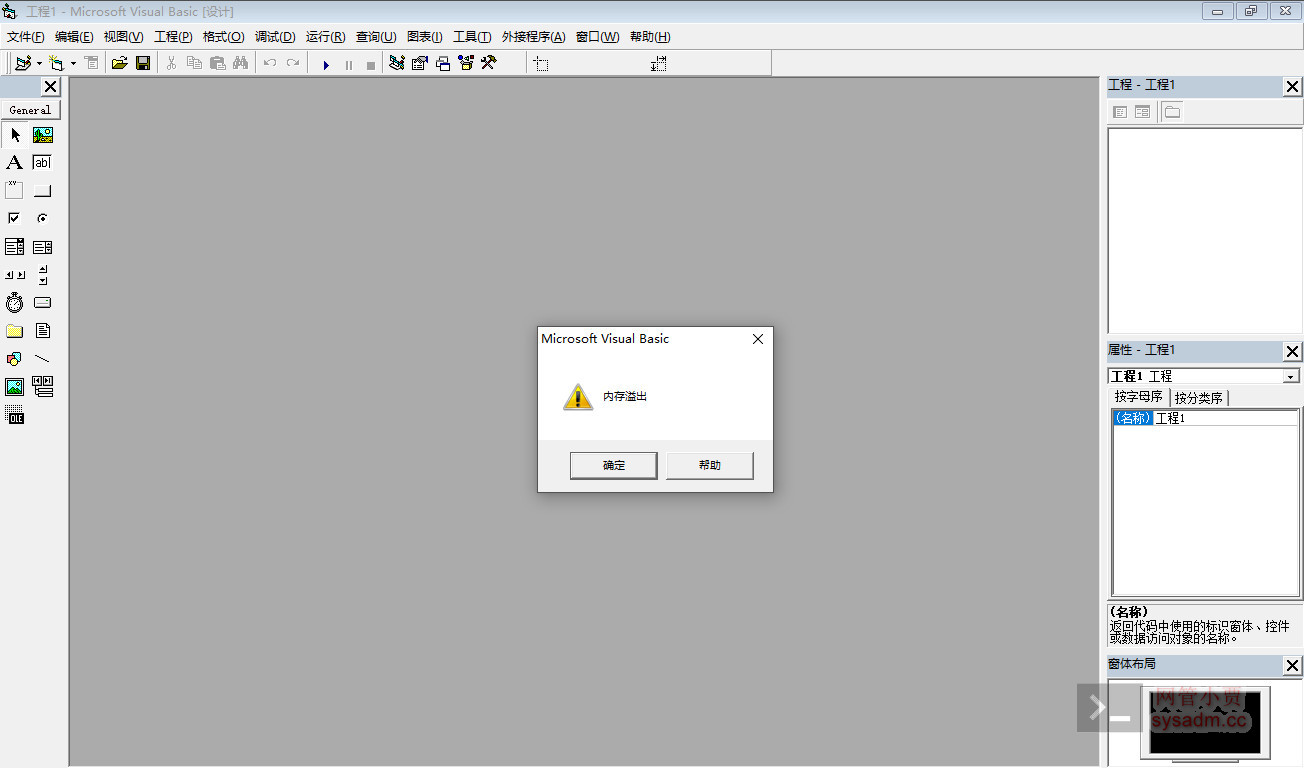 工程1 - Microsoft Visual Basic [设计]
文件(F) 编辑(E) 视图(V) 工程(P) 格式(O) 调试(D) 运行(R) 查询(U) 图表(I) 工具(T) 外接程序(A) 窗口(W) 帮助(H)
General
A
ab|
xv
OLE
Microsoft Visual Basic
内存溢出
确定
帮助
工程 - 工程1
属性 - 工程1
工程1 工程
按字母序 按分类序
(名称) 工程1
(名称)
返回代码中使用的标识窗体、控件
或数据访问对象的名称。
窗体布局
网管小贾
sysadm.cc